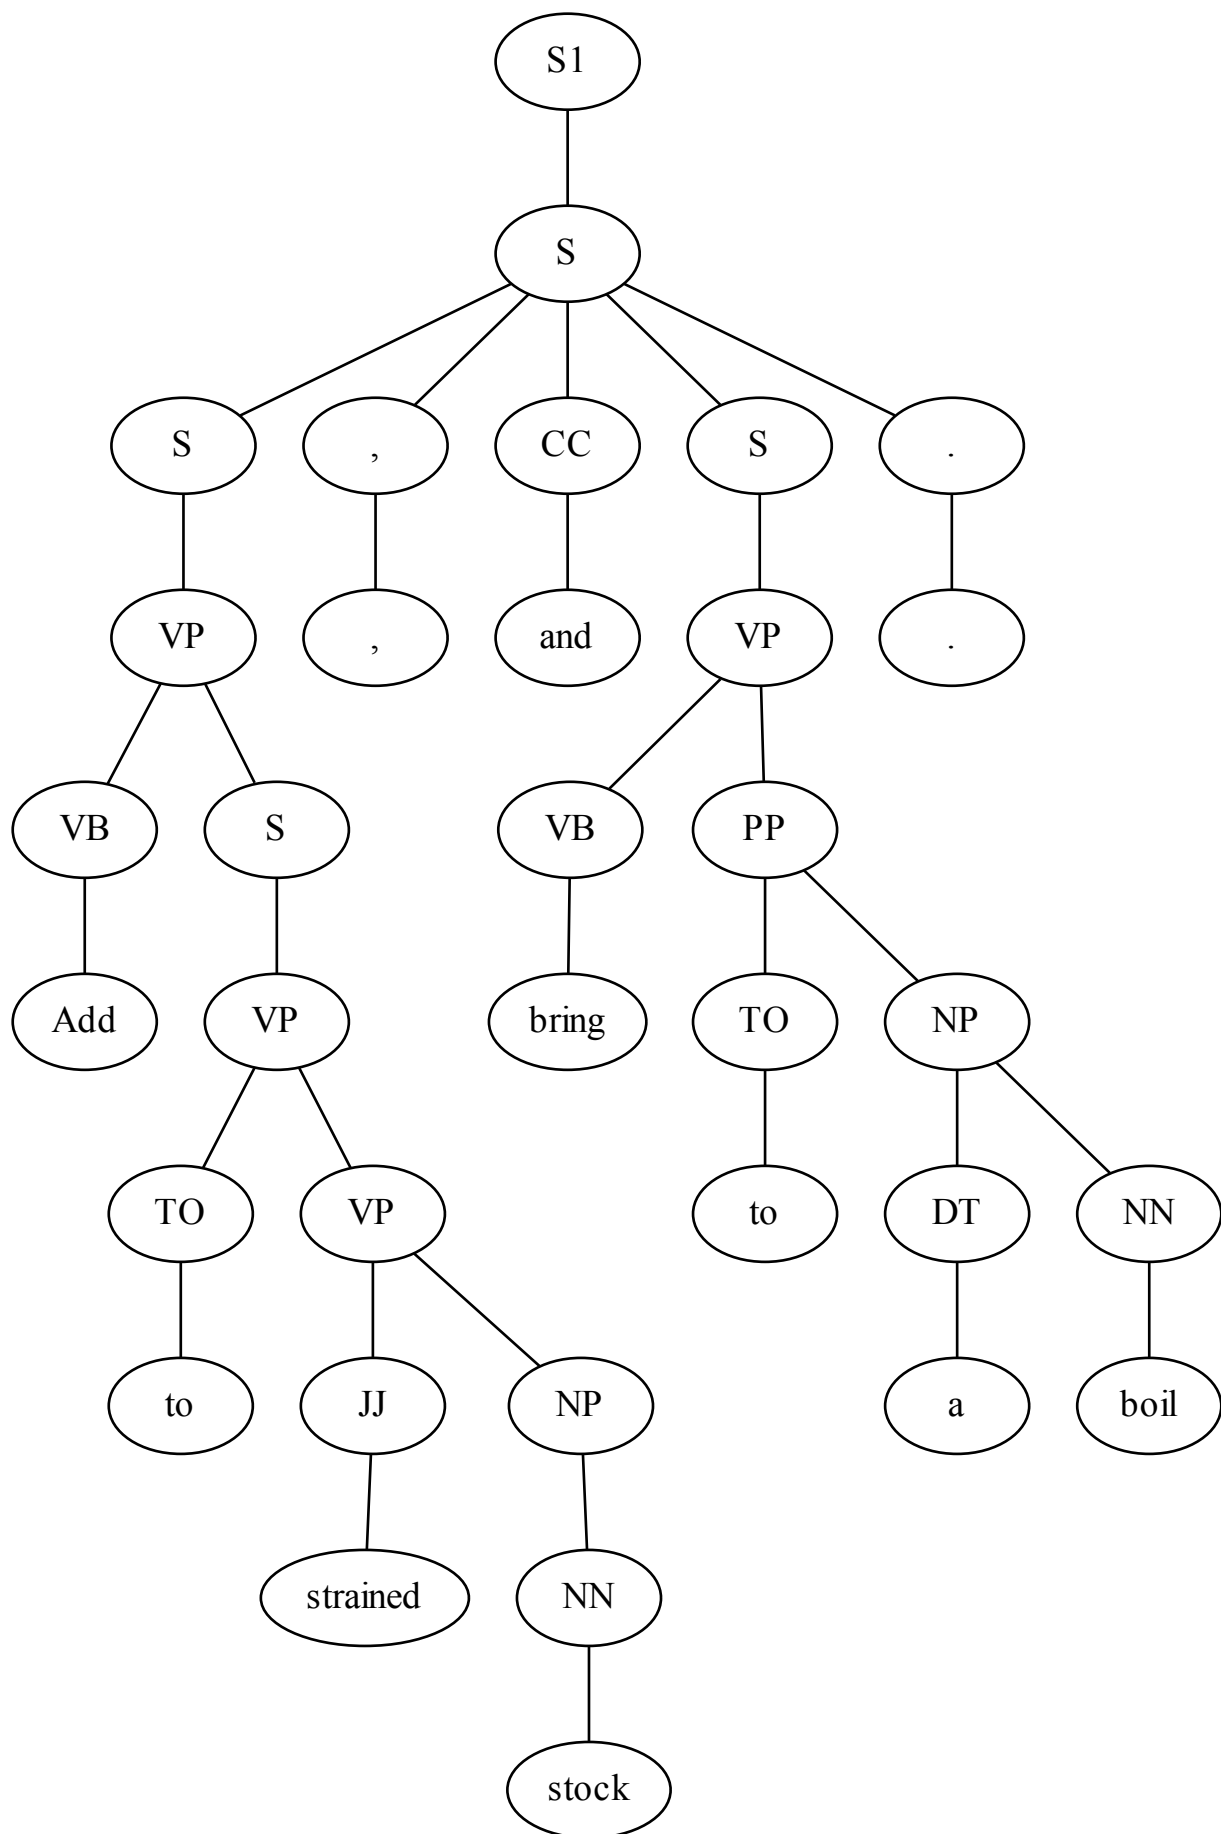 S1
S
S , CC S .
VP , and VP .
VB S VB PP
Add VP bring TO NP
TO VP to DT NN
to JJ NP a boil
strained NN
stock